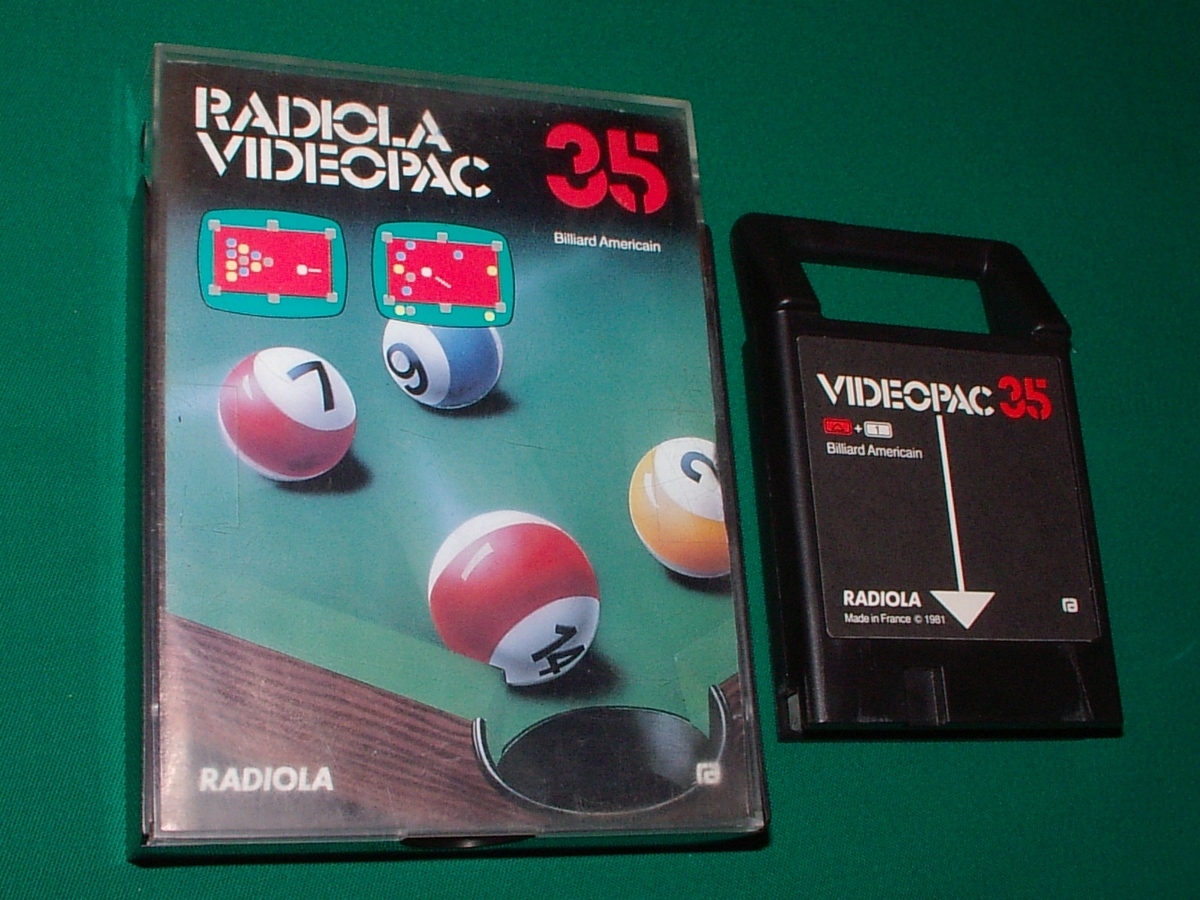 RADIOLA
VIDEOPAC
35
Billiard Americain
7
9
2
14
RADIOLA
VIDEOPAC 35
+ 1
Billiard Americain
RADIOLA
Made in France © 1981